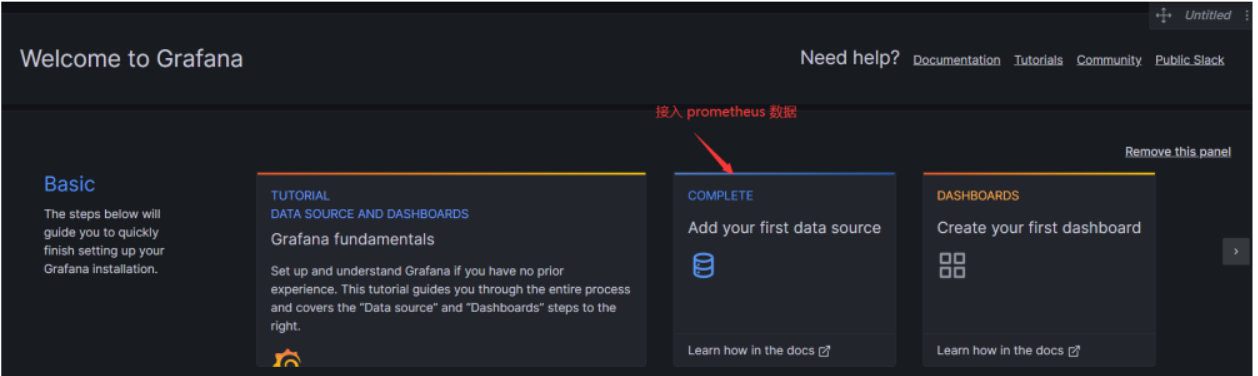 Untitled
Welcome to Grafana
Need help? Documentation Tutorials Community Public Slack
接入 prometheus 数据
Remove this panel
Basic
The steps below will
guide you to quickly
finish setting up your
Grafana installation.
TUTORIAL
DATA SOURCE AND DASHBOARDS
Grafana fundamentals
Set up and understand Grafana if you have no prior
experience. This tutorial guides you through the entire process
and covers the "Data source" and "Dashboards" steps to the
right.
COMPLETE
Add your first data source
Learn how in the docs
DASHBOARDS
Create your first dashboard
Learn how in the docs